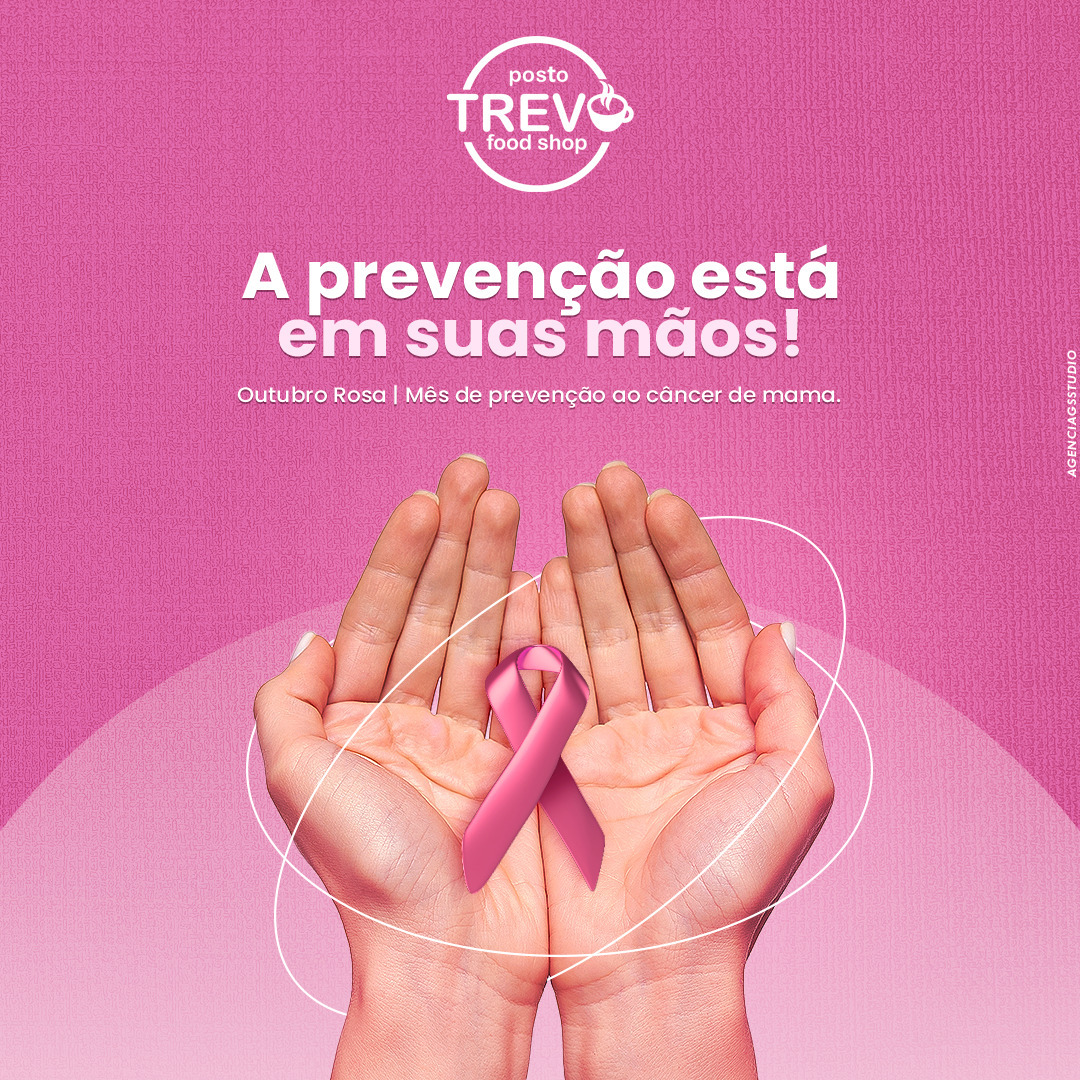 posto
TREVO
food shop
A prevenção está
em suas mãos!
Outubro Rosa | Mês de prevenção ao câncer de mama.
AGENCIAGSSTUDIO